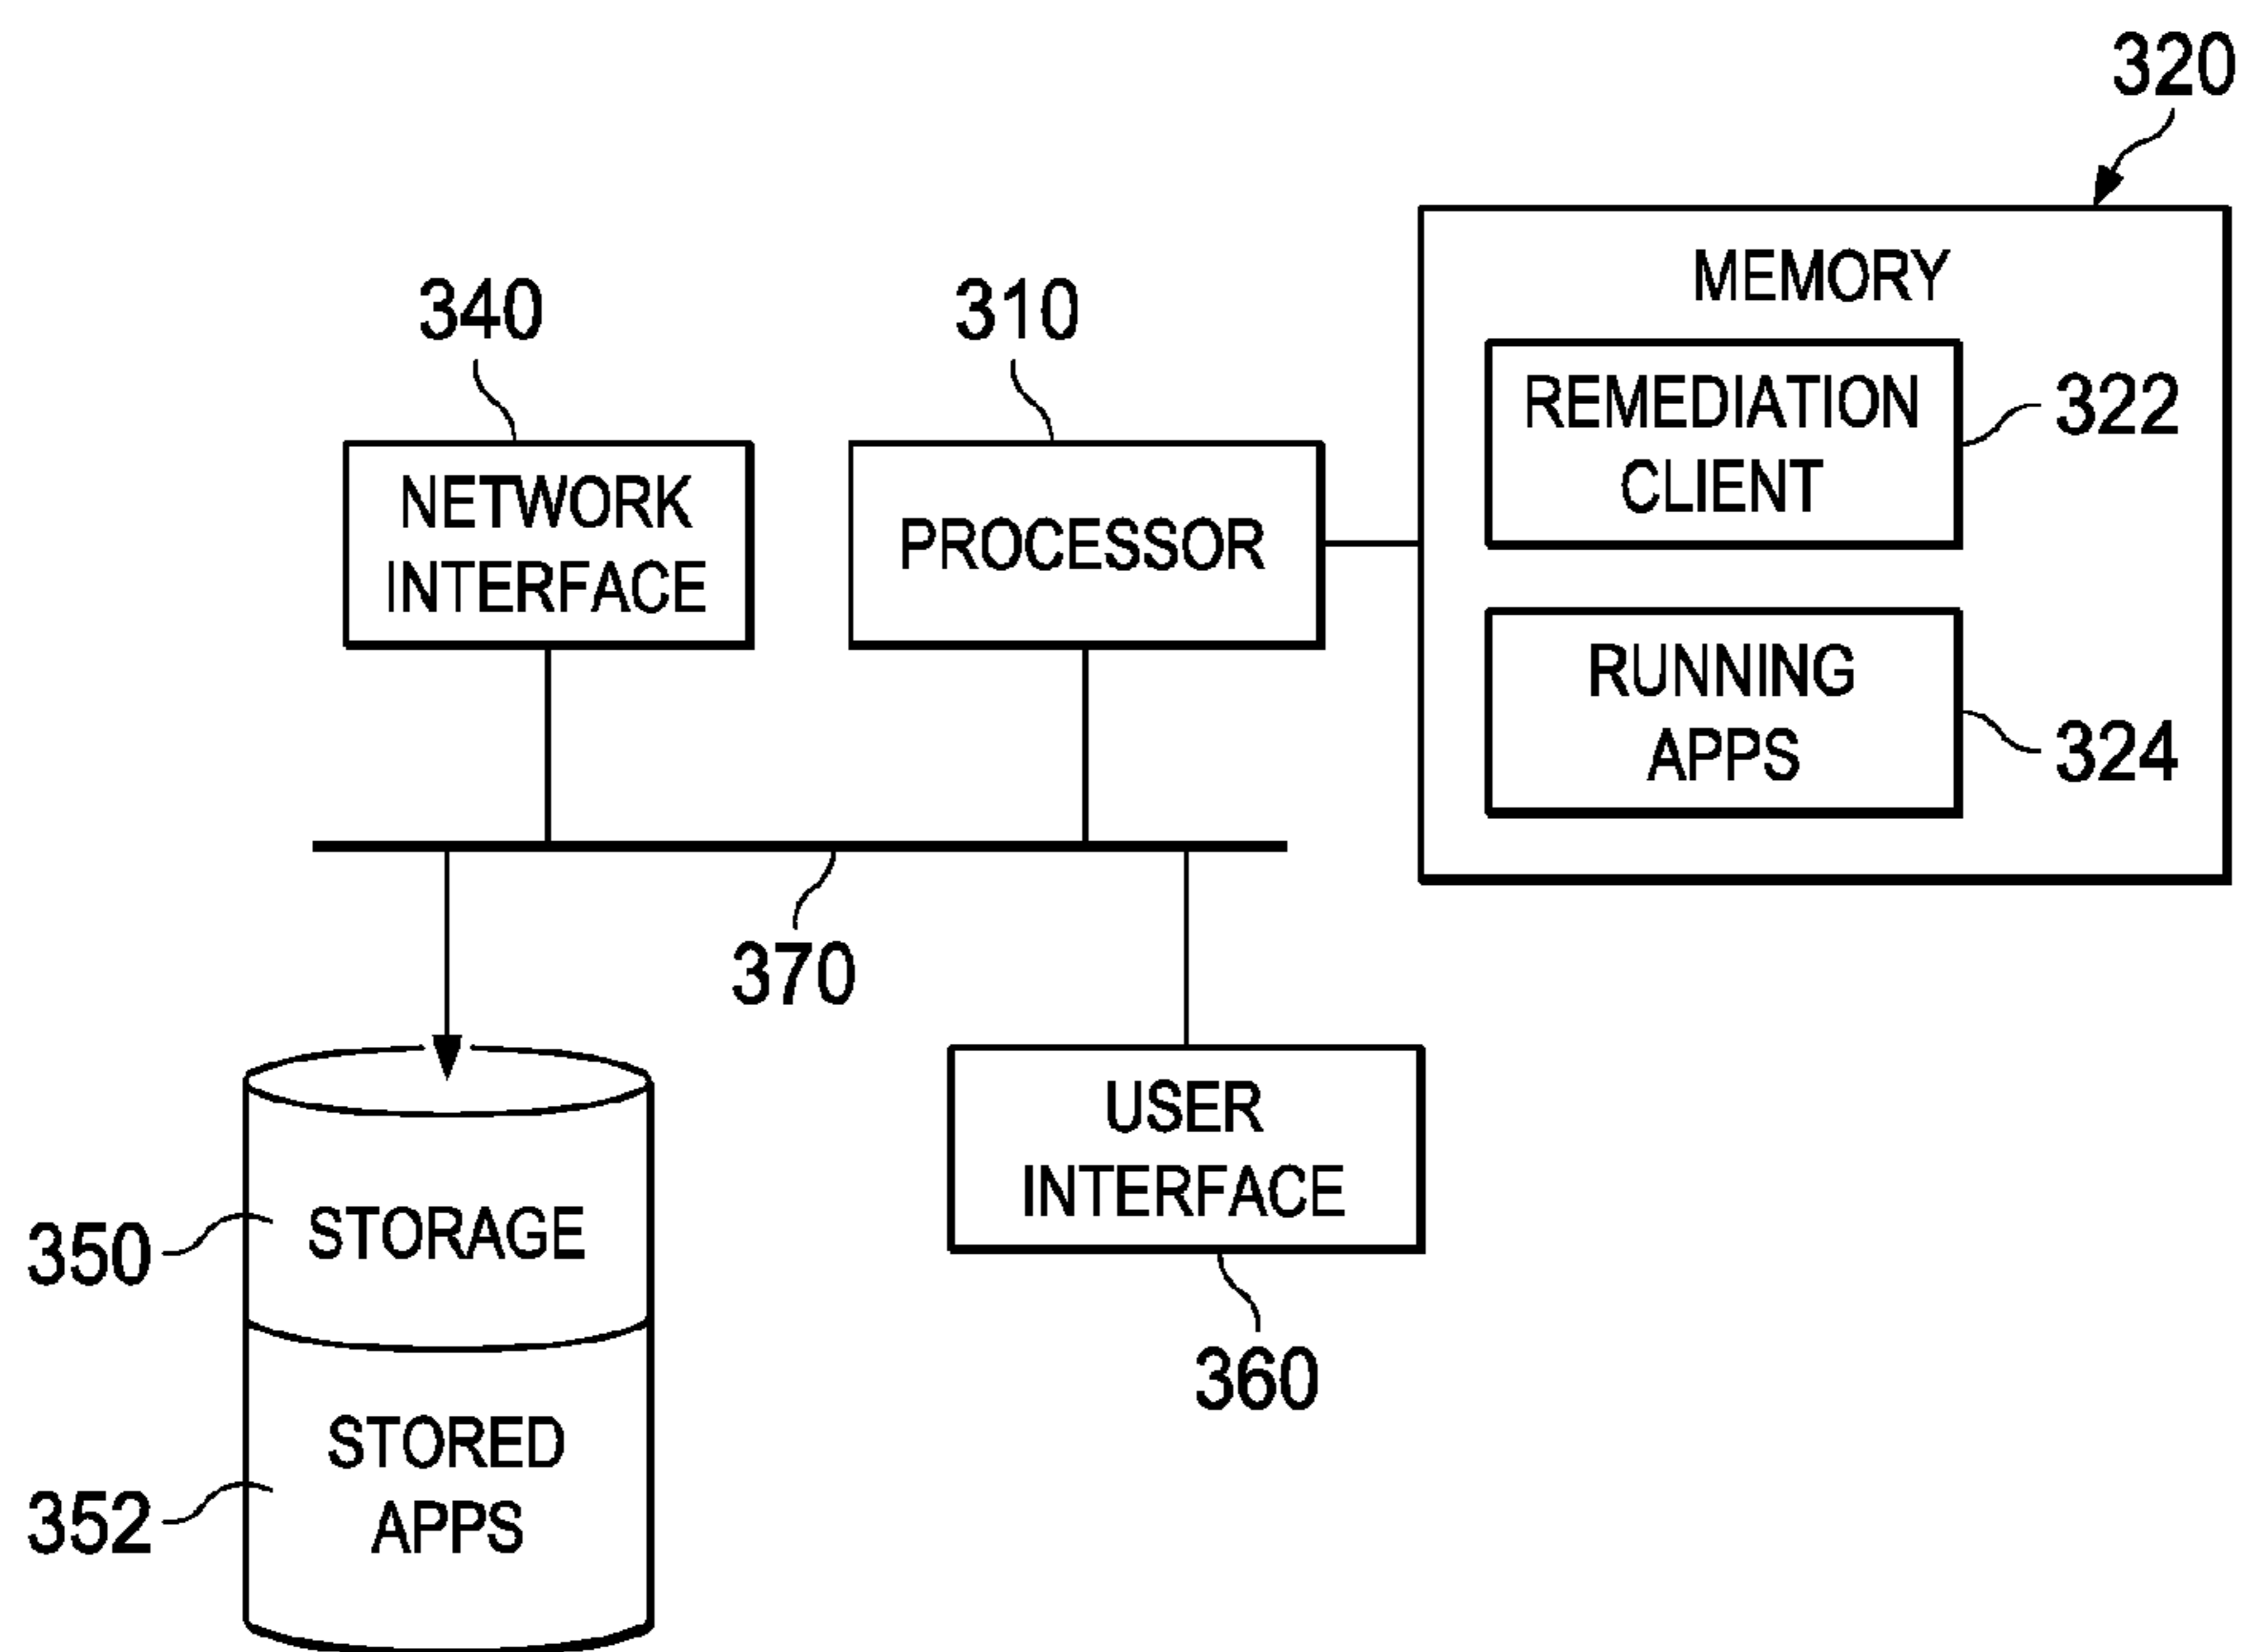 320
MEMORY
340
310
REMEDIATION
CLIENT
322
NETWORK
INTERFACE
PROCESSOR
RUNNING
APPS
324
370
USER
INTERFACE
350
STORAGE
360
STORED
APPS
352